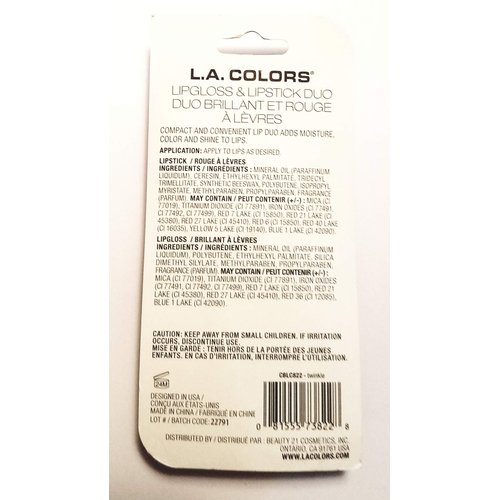 L.A. COLORS®
LIPGLOSS & LIPSTICK DUO
DUO BRILLANT ET ROUGE
À LÈVRES
COMPACT AND CONVENIENT LIP DUO ADDS MOISTURE,
COLOR AND SHINE TO LIPS.
APPLICATION: APPLY TO LIPS AS DESIRED.
LIPSTICK / ROUGE À LÈVRES
INGREDIENTS / INGRÉDIENTS : MINERAL OIL (PARAFFINUM
LIQUIDUM), CERESIN, ETHYLHEXYL PALMITATE, TRIDECYL
TRIMELLITATE, SYNTHETIC BEESWAX, POLYBUTENE, ISOPROPYL
MYRISTATE, METHYLPARABEN, PROPYLPARABEN, FRAGRANCE
(PARFUM). MAY CONTAIN / PEUT CONTENIR (+/-) : MICA (CI
77019), TITANIUM DIOXIDE (CI 77891), IRON OXIDES (CI 77491,
CI 77492, CI 77499), RED 7 LAKE (CI 15850), RED 21 LAKE (CI
45380), RED 27 LAKE (CI 45410), RED 6 (CI 15850), RED 40 LAKE
(CI 16035), YELLOW 5 LAKE (CI 19140), BLUE 1 LAKE (CI 42090).
LIPGLOSS / BRILLANT À LÈVRES
INGREDIENTS / INGRÉDIENTS : MINERAL OIL (PARAFFINUM
LIQUIDUM), POLYBUTENE, ETHYLHEXYL PALMITATE, SILICA
DIMETHYL SILYLATE, METHYLPARABEN, PROPYLPARABEN,
FRAGRANCE (PARFUM). MAY CONTAIN / PEUT CONTENIR (+/-) :
MICA (CI 77019), TITANIUM DIOXIDE (CI 77891), IRON OXIDES
(CI 77491, CI 77492, CI 77499), RED 7 LAKE (CI 15850), RED 21
LAKE (CI 45380), RED 27 LAKE (CI 45410), RED 36 (CI 12085),
BLUE 1 LAKE (CI 42090).
CAUTION: KEEP AWAY FROM SMALL CHILDREN. IF IRRITATION
OCCURS, DISCONTINUE USE.
MISE EN GARDE : TENIR HORS DE LA PORTÉE DES JEUNES
ENFANTS. EN CAS D'IRRITATION, INTERROMPRE L'UTILISATION.
CBLC822 - twinkle
24M
DESIGNED IN USA /
CONÇU AUX ÉTATS-UNIS
MADE IN CHINA / FABRIQUÉ EN CHINE
LOT # / BATCH CODE: 22791
0 81555 73822 8
DISTRIBUTED BY / DISTRIBUÉ PAR : BEAUTY 21 COSMETICS, INC.
ONTARIO, CA 91761 USA
WWW.LACOLORS.COM